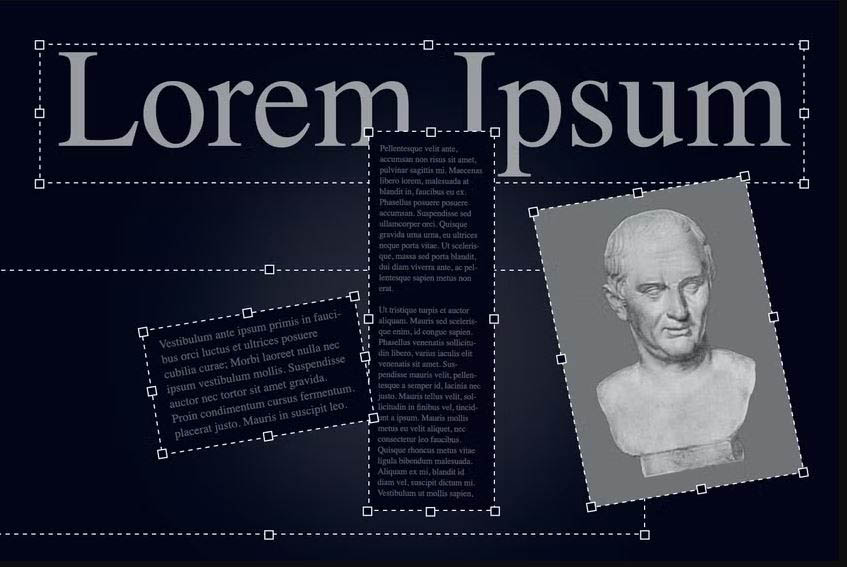 Lorem Ipsum
Pellentesque velit ante,
accumsan non risus sit amet,
pulvinar sagittis mi. Maecenas
libero lorem, malesuada at
blandit in, faucibus eu ex.
Phasellus posuere posuere
accumsan. Suspendisse sed
ullamcorper orci. Quisque
gravida urna urna, eu ultrices
neque porta vitae. Ut sceleris-
que, massa sed porta blandit,
dui diam viverra ante, ac pel-
lentesque sapien metus non
erat.
Ut tristique turpis et auctor
aliquam. Mauris sed sceleris-
que enim, id congue sapien.
Phasellus venenatis sollicitu-
din libero, varius iaculis elit
venenatis sit amet. Sus-
pendisse mauris velit, pellen-
tesque a semper id, lacinia nec
justo. Mauris tellus velit, sol-
licitudin in finibus vel, tincid-
unt a ipsum. Mauris mollis
metus eu velit aliquet, nec
consectetur leo faucibus.
Quisque rhoncus metus vitae
ligula bibendum malesuada.
Aliquam ex mi, blandit id
diam vel, suscipit dictum mi.
Vestibulum ut mollis sapien,
Vestibulum ante ipsum primis in fauci-
bus orci luctus et ultrices posuere
cubilia curae; Morbi laoreet nulla nec
ipsum vestibulum mollis. Suspendisse
auctor nec tortor sit amet gravida.
Proin condimentum cursus fermentum.
placerat justo. Mauris in suscipit leo.